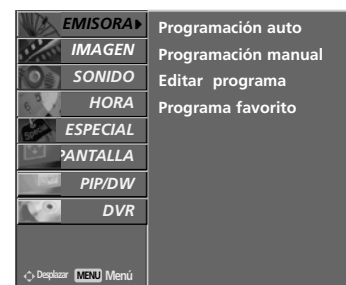 EMISORA
IMAGEN
SONIDO
HORA
ESPECIAL
PANTALLA
PIP/DW
DVR
Desplazar MENU Menú
Programación auto
Programación manual
Editar programa
Programa favorito